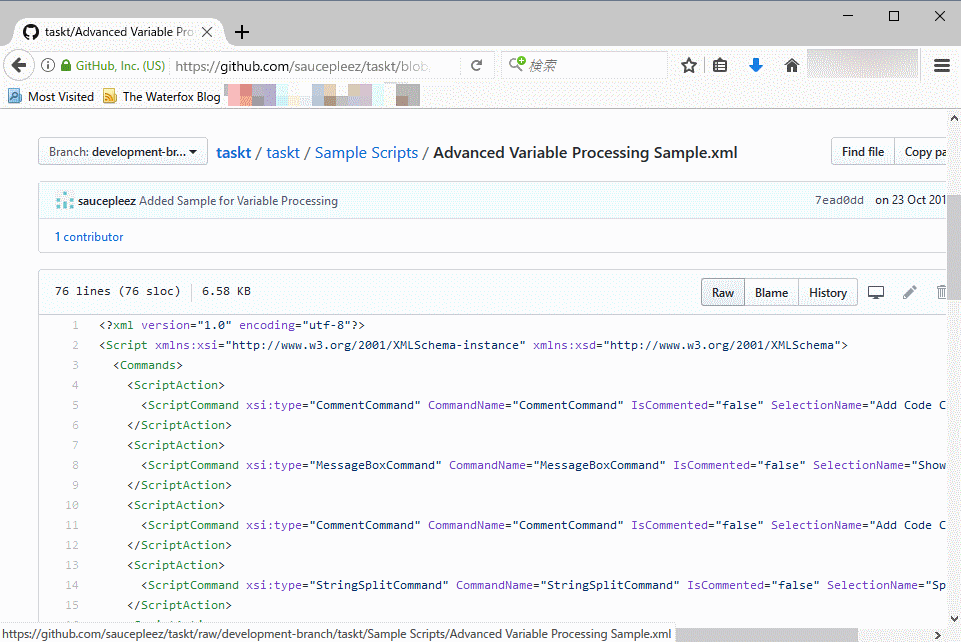 taskt/Advanced Variable Pro
GitHub, Inc. (US) https://github.com/saucepleez/taskt/blob 検索
Most Visited The Waterfox Blog
Branch: development-br... taskt / taskt / Sample Scripts / Advanced Variable Processing Sample.xml Find file Copy pa
saucepleez Added Sample for Variable Processing 7ead0dd on 23 Oct 201
1 contributor
76 lines (76 sloc) 6.58 KB Raw Blame History
1 <?xml version="1.0" encoding="utf-8"?>
2 <Script xmlns:xsi="http://www.w3.org/2001/XMLSchema-instance" xmlns:xsd="http://www.w3.org/2001/XMLSchema">
3 <Commands>
4 <ScriptAction>
5 <ScriptCommand xsi:type="CommentCommand" CommandName="CommentCommand" IsCommented="false" SelectionName="Add Code C
6 </ScriptAction>
7 <ScriptAction>
8 <ScriptCommand xsi:type="MessageBoxCommand" CommandName="MessageBoxCommand" IsCommented="false" SelectionName="Show
9 </ScriptAction>
10 <ScriptAction>
11 <ScriptCommand xsi:type="CommentCommand" CommandName="CommentCommand" IsCommented="false" SelectionName="Add Code C
12 </ScriptAction>
13 <ScriptAction>
14 <ScriptCommand xsi:type="StringSplitCommand" CommandName="StringSplitCommand" IsCommented="false" SelectionName="Sp
15 </ScriptAction>
https://github.com/saucepleez/taskt/raw/development-branch/taskt/Sample Scripts/Advanced Variable Processing Sample.xml